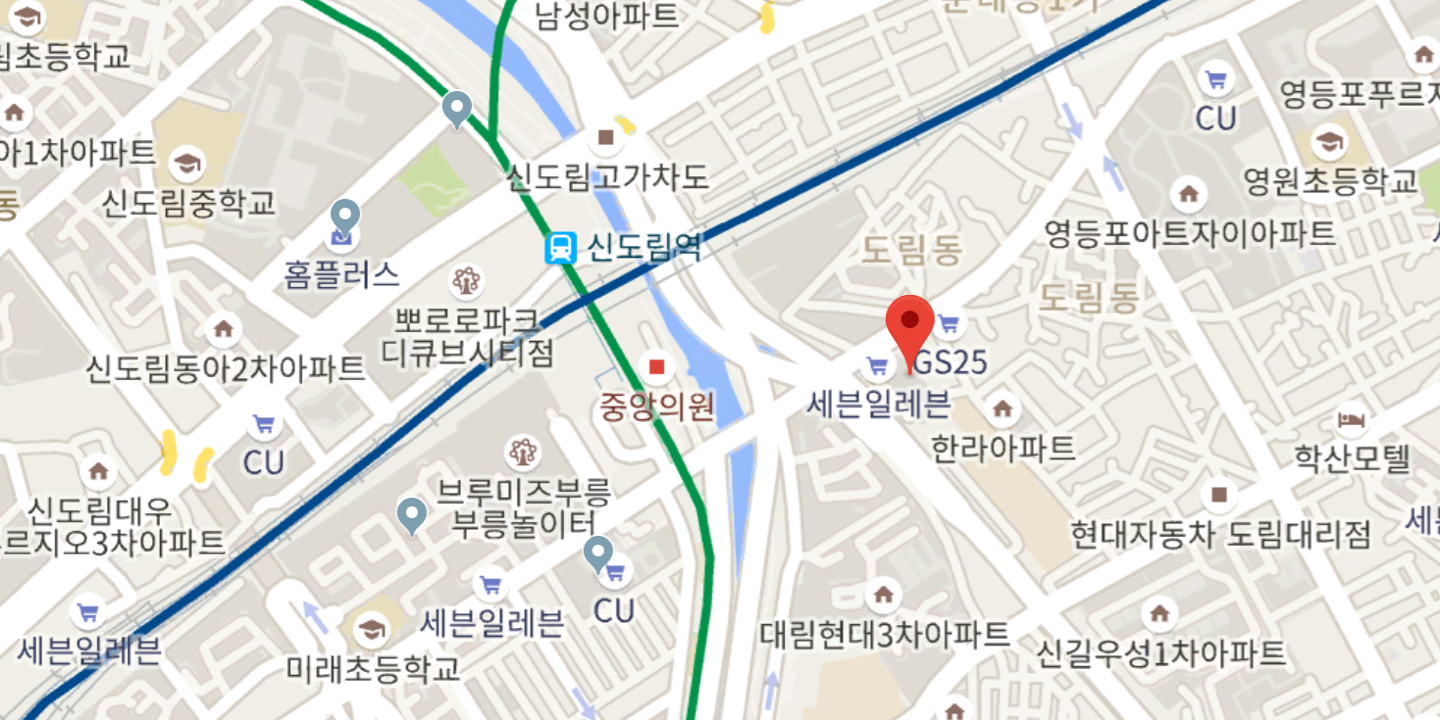 남성아파트
림초등학교
CU
영등포푸르지
아1차아파트
신도림고가차도
영원초등학교
신도림중학교
동
영등포아트자이아파트
신도림역
도림동
홈플러스
도림동
뽀로로파크
디큐브시티점
신도림동아2차아파트
GS25
중앙의원
세븐일레븐
한라아파트
CU
학산모텔
브루미즈부릉
부릉놀이터
신도림대우
르지오3차아파트
현대자동차 도림대리점
세븐일레븐
CU
대림현대3차아파트
세븐일레븐
미래초등학교
신길우성1차아파트